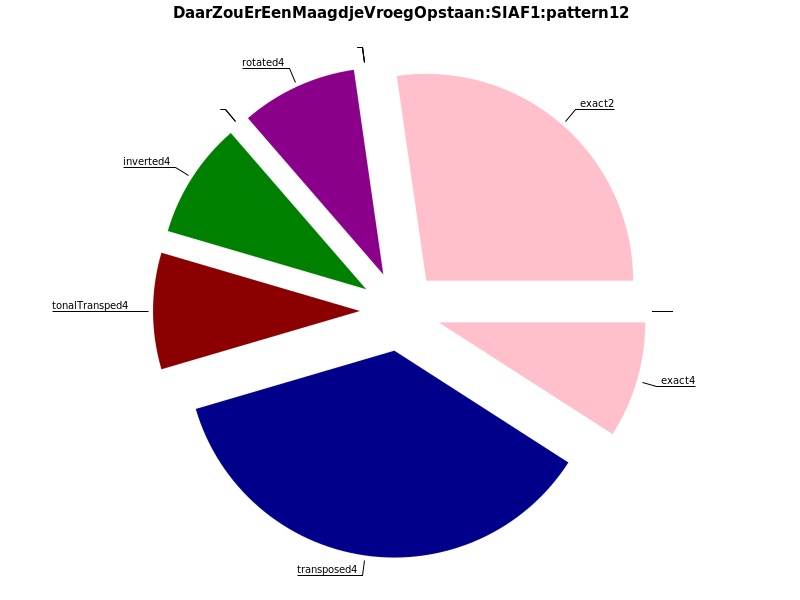 DaarZouErEenMaagdjeVroegOpstaan:SIAF1:pattern12
rotated4
exact2
inverted4
tonalTransped4
exact4
transposed4